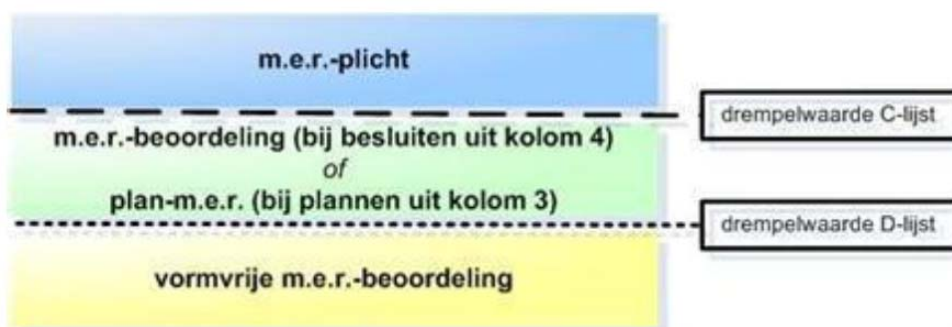 m.e.r.-plicht
drempelwaarde C-lijst
m.e.r.-beoordeling (bij besluiten uit kolom 4)
of
plan-m.e.r. (bij plannen uit kolom 3)
drempelwaarde D-lijst
vormvrije m.e.r.-beoordeling